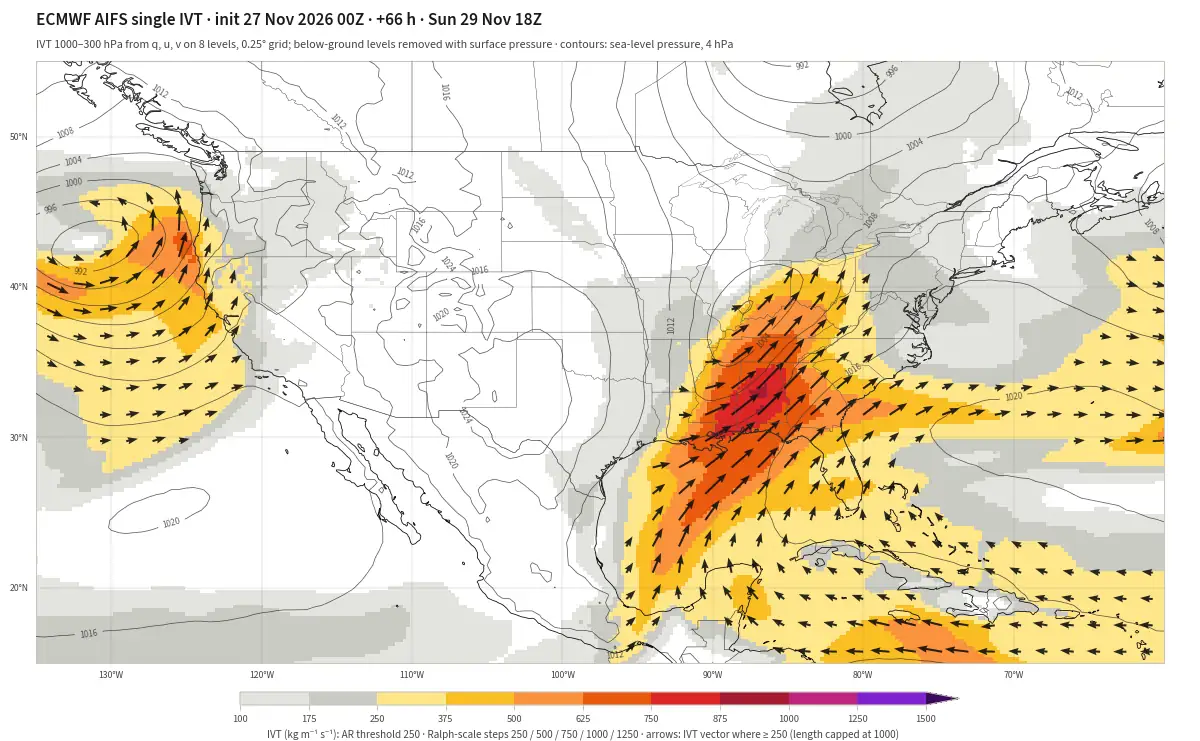 ECMWF AIFS single IVT · init 27 Nov 2026 00Z · +66 h · Sun 29 Nov 18Z
IVT 1000–300 hPa from q, u, v on 8 levels, 0.25° grid; below-ground levels removed with surface pressure · contours: sea-level pressure, 4 hPa
992
996
1012
1016
1012
1012
1008
1000
1004
1004
1012
1000
996
1016
1008
1008
992
1024
1016
1020
1012
1016
1020
1024
1020
1020
1016
1012
50°N
40°N
30°N
20°N
130°W
120°W
110°W
100°W
90°W
80°W
70°W
100
175
250
375
500
625
750
875
1000
1250
1500
IVT (kg m⁻¹ s⁻¹): AR threshold 250 · Ralph-scale steps 250 / 500 / 750 / 1000 / 1250 · arrows: IVT vector where ≥ 250 (length capped at 1000)